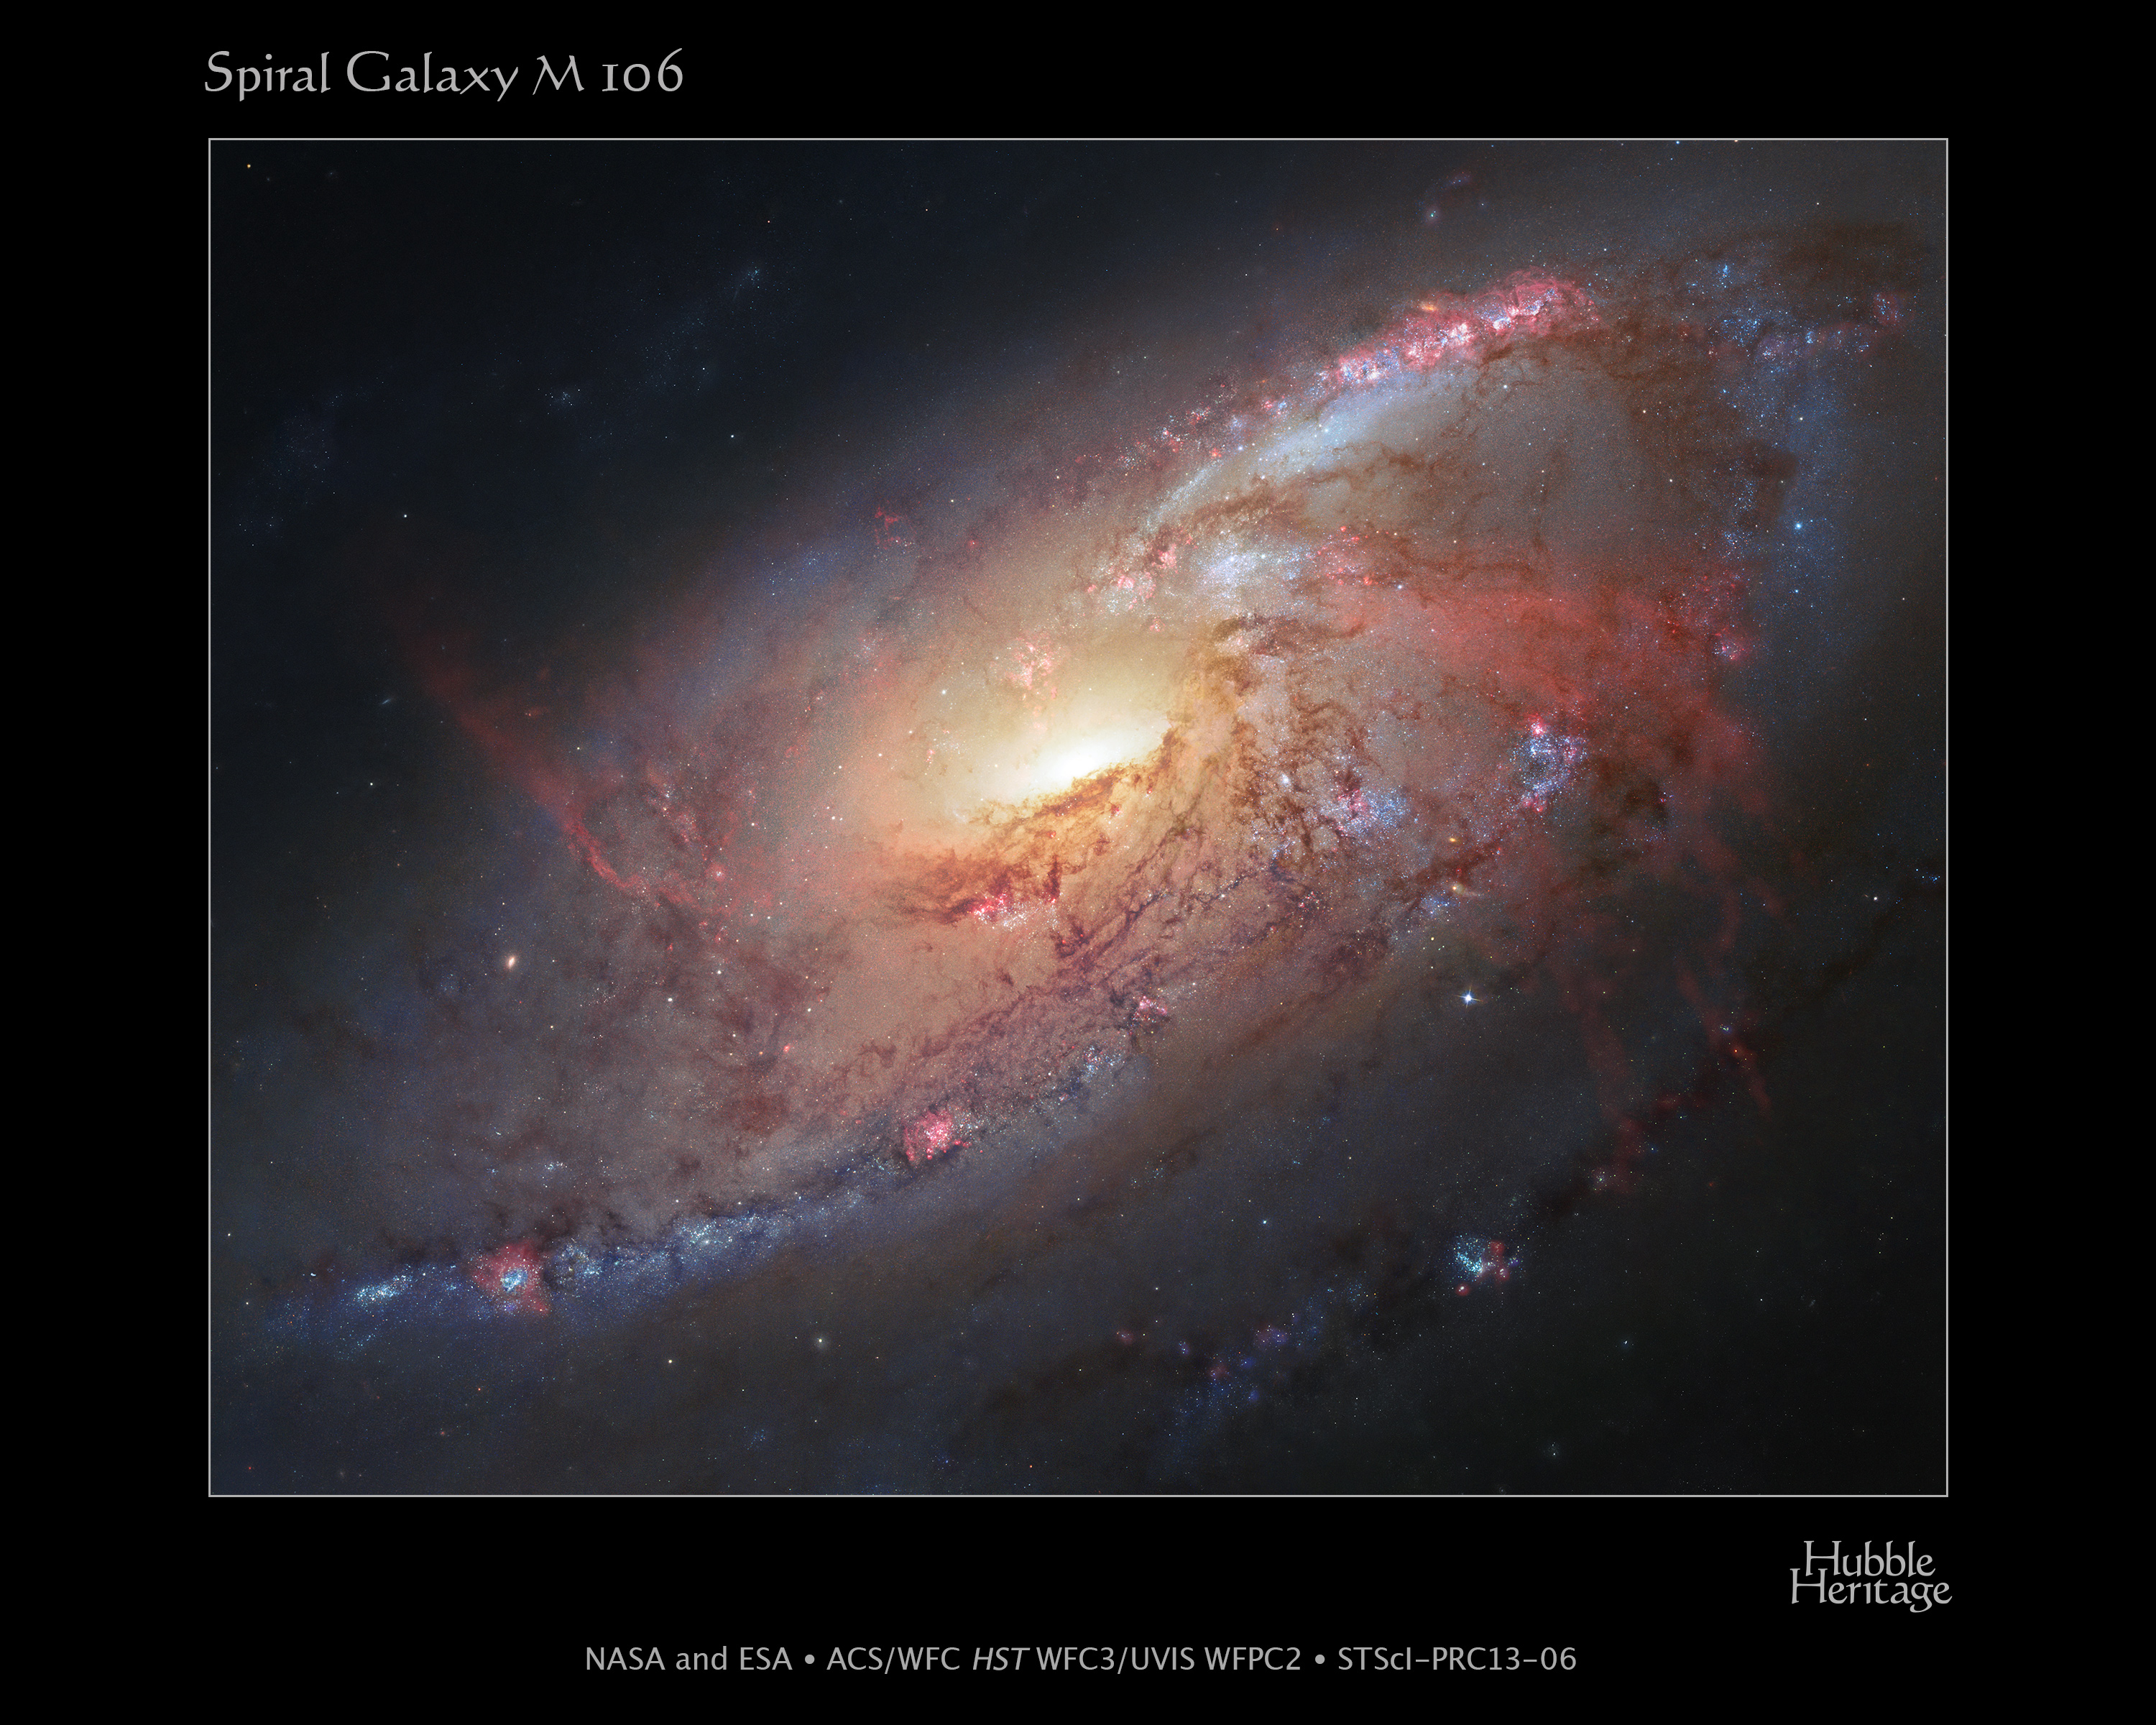 Spiral Galaxy M 106
Hubble
Heritage
NASA and ESA • ACS/WFC HST WFC3/UVIS WFPC2 • STScI-PRC13-06